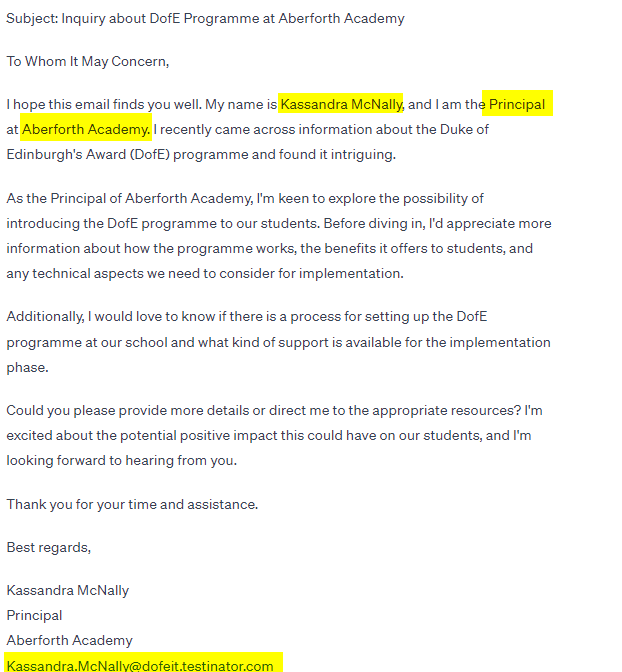 Subject: Inquiry about DofE Programme at Aberforth Academy
To Whom It May Concern,
I hope this email finds you well. My name is Kassandra McNally, and I am the Principal
at Aberforth Academy. I recently came across information about the Duke of
Edinburgh's Award (DofE) programme and found it intriguing.
As the Principal of Aberforth Academy, I'm keen to explore the possibility of
introducing the DofE programme to our students. Before diving in, I'd appreciate more
information about how the programme works, the benefits it offers to students, and
any technical aspects we need to consider for implementation.
Additionally, I would love to know if there is a process for setting up the DofE
programme at our school and what kind of support is available for the implementation
phase.
Could you please provide more details or direct me to the appropriate resources? I'm
excited about the potential positive impact this could have on our students, and I'm
looking forward to hearing from you.
Thank you for your time and assistance.
Best regards,
Kassandra McNally
Principal
Aberforth Academy
Kassandra.McNally@dofeit.testinator.com